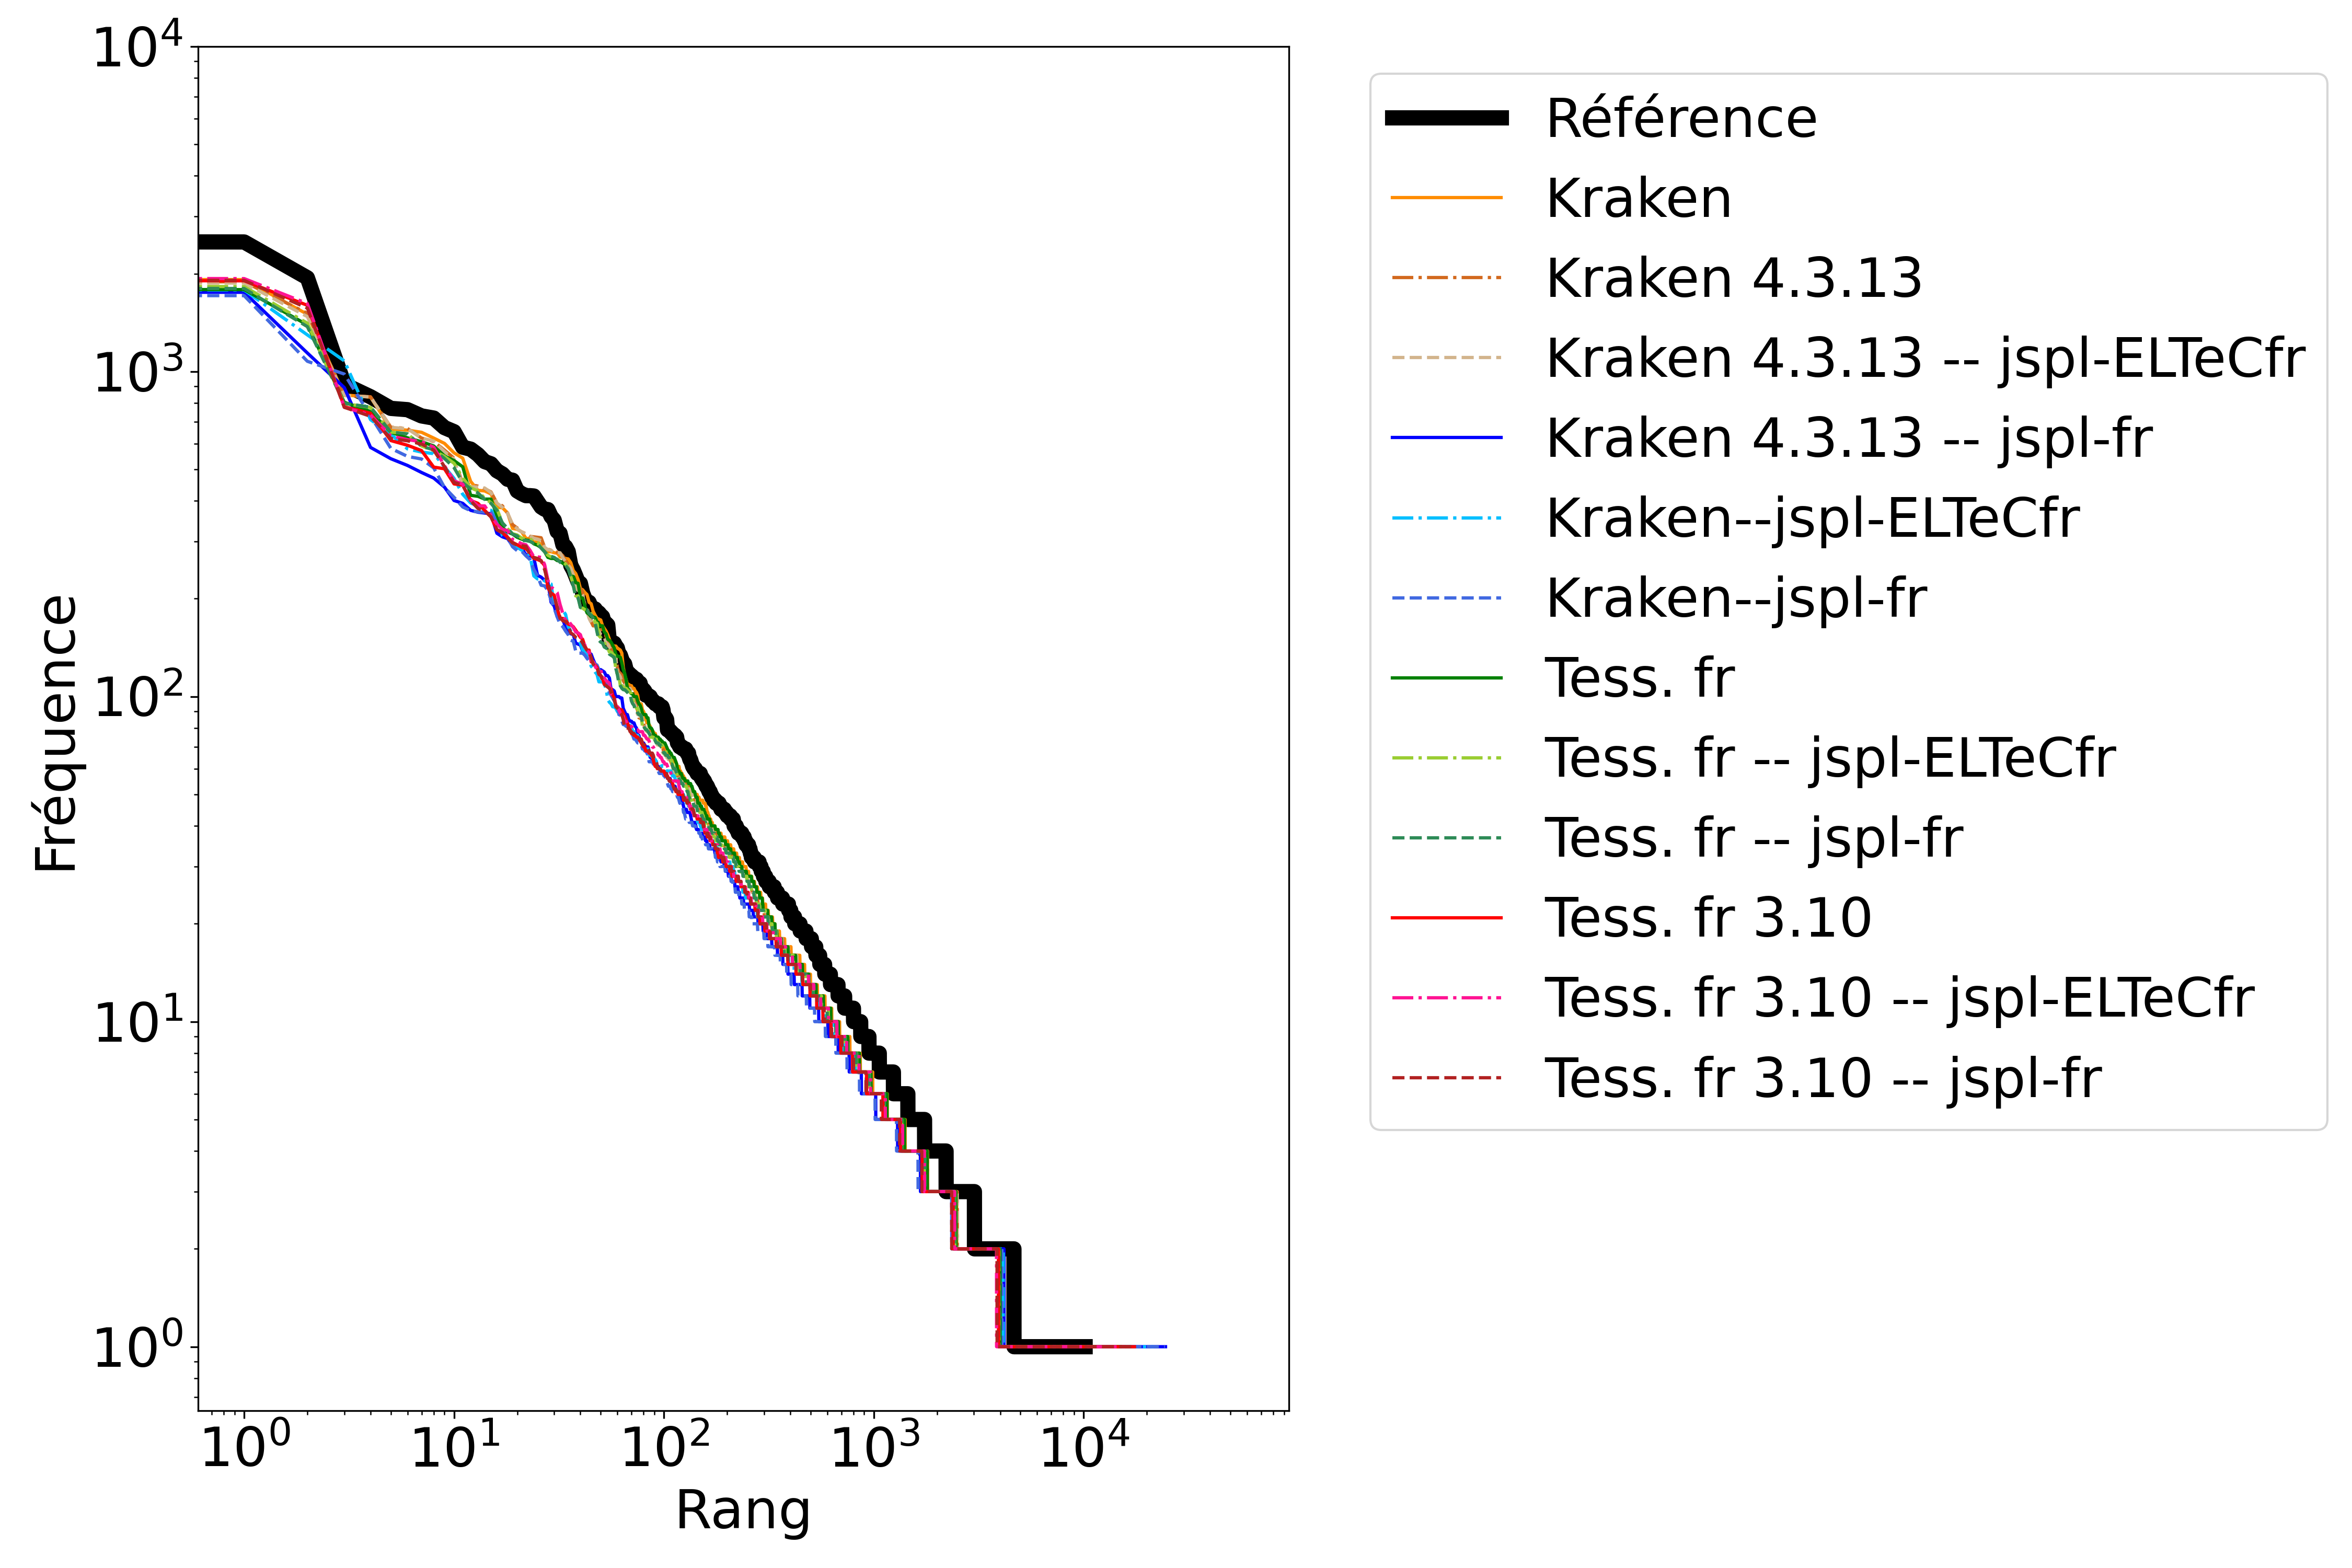 10⁴
10³
10²
10¹
10⁰
Fréquence
10⁰ 10¹ 10² 10³ 10⁴
Rang
Référence
Kraken
Kraken 4.3.13
Kraken 4.3.13 -- jspl-ELTeCfr
Kraken 4.3.13 -- jspl-fr
Kraken--jspl-ELTeCfr
Kraken--jspl-fr
Tess. fr
Tess. fr -- jspl-ELTeCfr
Tess. fr -- jspl-fr
Tess. fr 3.10
Tess. fr 3.10 -- jspl-ELTeCfr
Tess. fr 3.10 -- jspl-fr